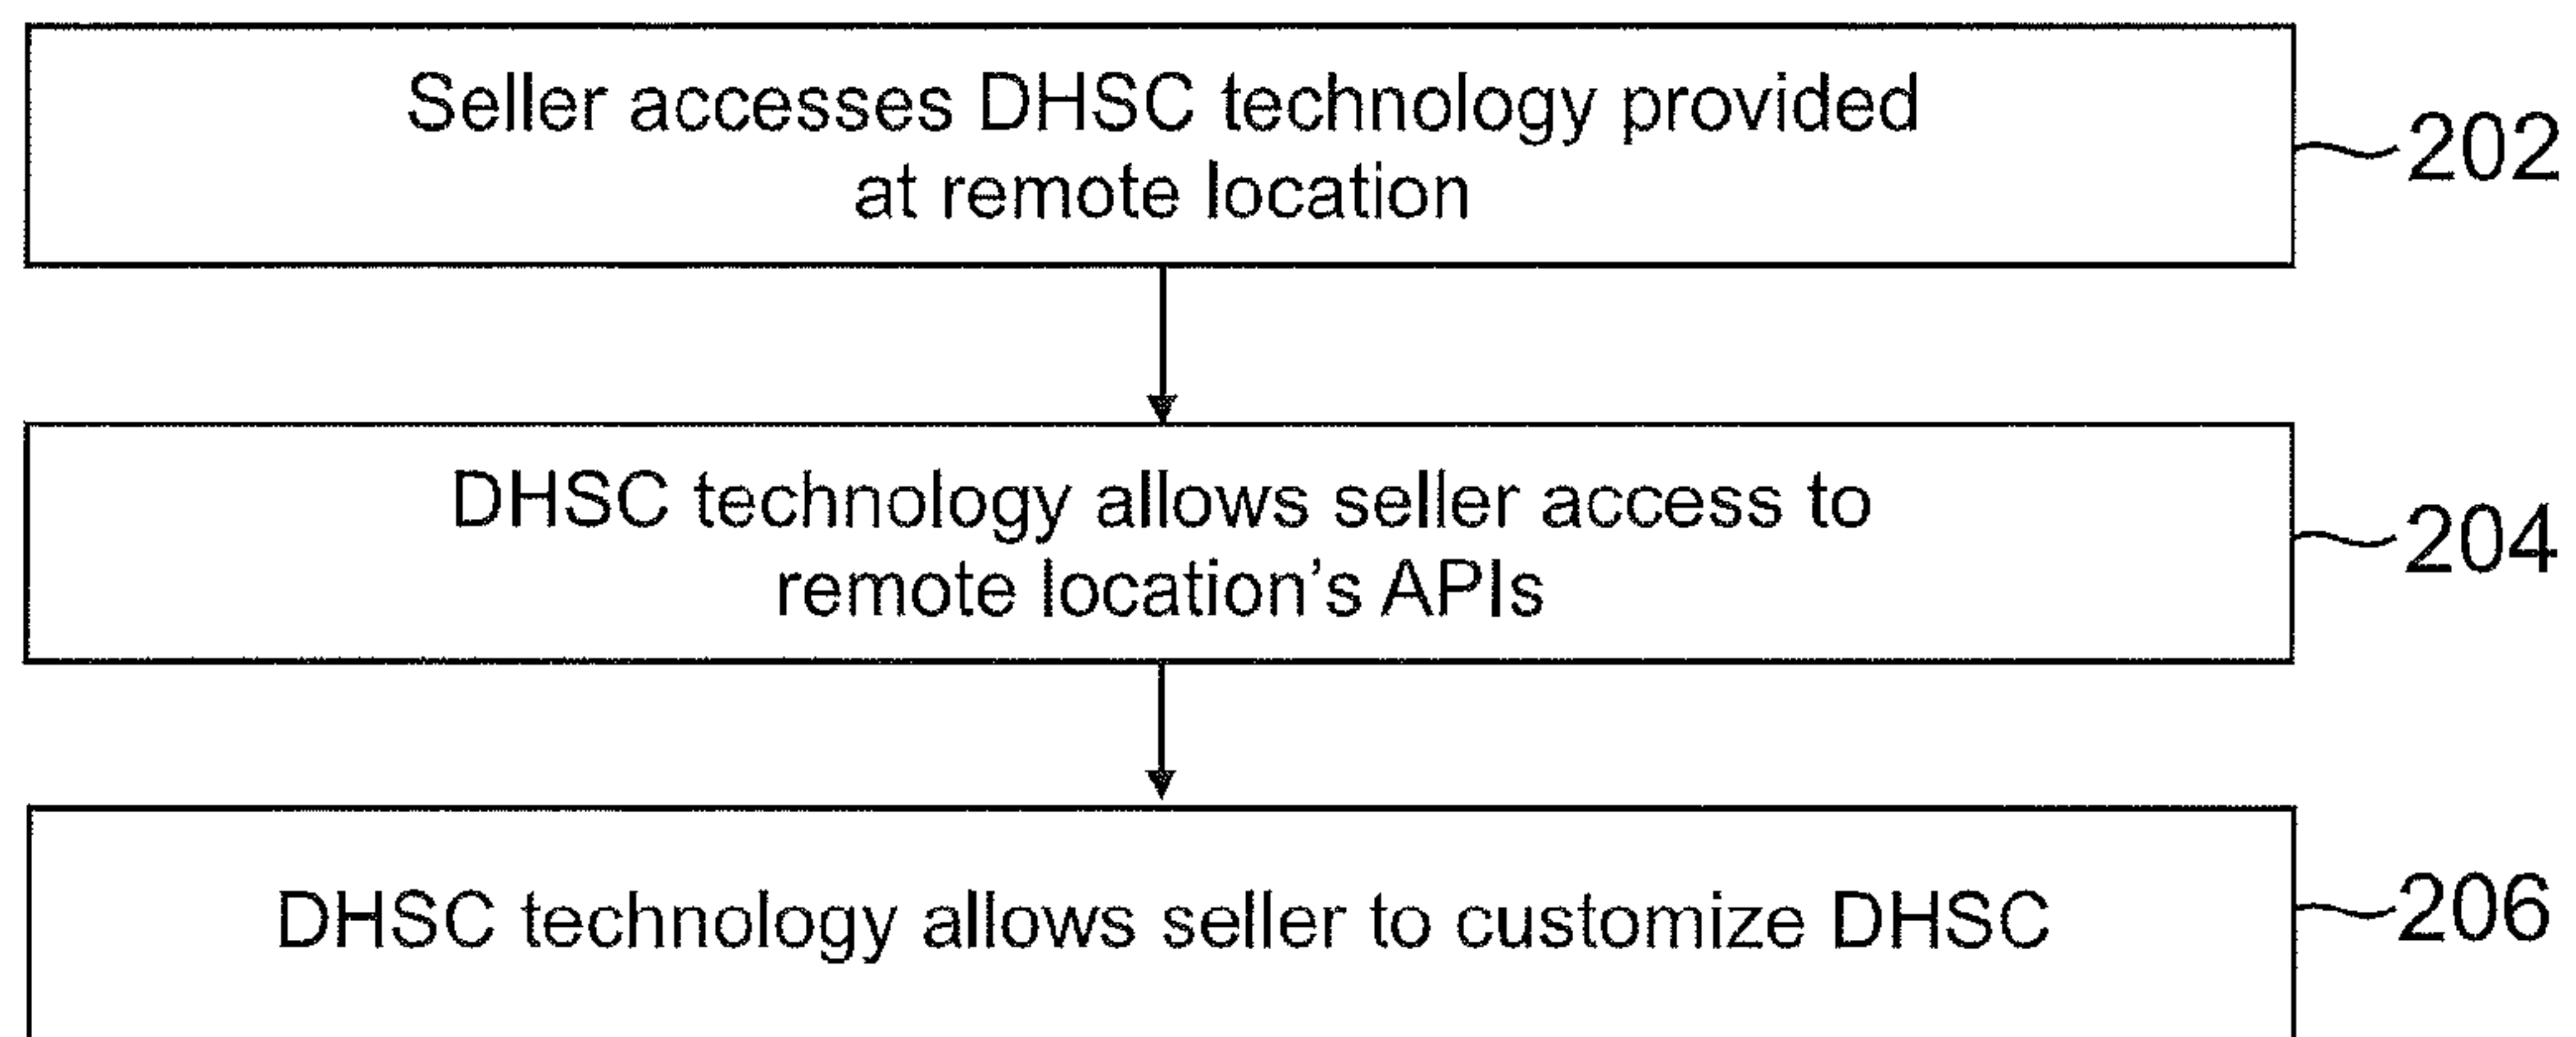 Seller accesses DHSC technology provided
at remote location
202
DHSC technology allows seller access to
remote location's APIs
204
DHSC technology allows seller to customize DHSC
206